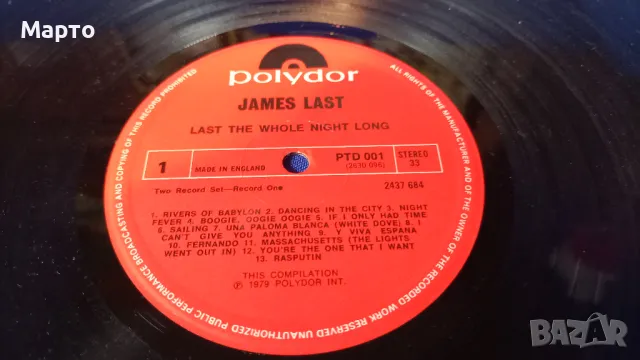 Марто
polydor
JAMES LAST
LAST THE WHOLE NIGHT LONG
1
MADE IN ENGLAND
PTD 001
(2630 096)
STEREO
33
Two Record Set—Record One
2437 684
1. RIVERS OF BABYLON 2. DANCING IN THE CITY 3. NIGHT
FEVER 4. BOOGIE, OOGIE OOGIE 5. IF I ONLY HAD TIME
6. SAILING 7. UNA PALOMA BLANCA (WHITE DOVE) 8. I
CAN'T GIVE YOU ANYTHING 9. Y VIVA ESPANA
10. FERNANDO 11. MASSACHUSETTS (THE LIGHTS
WENT OUT IN) 12. YOU'RE THE ONE THAT I WANT
13. RASPUTIN
THIS COMPILATION
℗ 1979 POLYDOR INT.
ALL RIGHTS OF THE MANUFACTURER AND OF THE OWNER OF THE RECORDED WORK RESERVED UNAUTHORIZED PUBLIC PERFORMANCE BROADCASTING AND COPYING OF THIS RECORD PROHIBITED
BAZAR
.bg